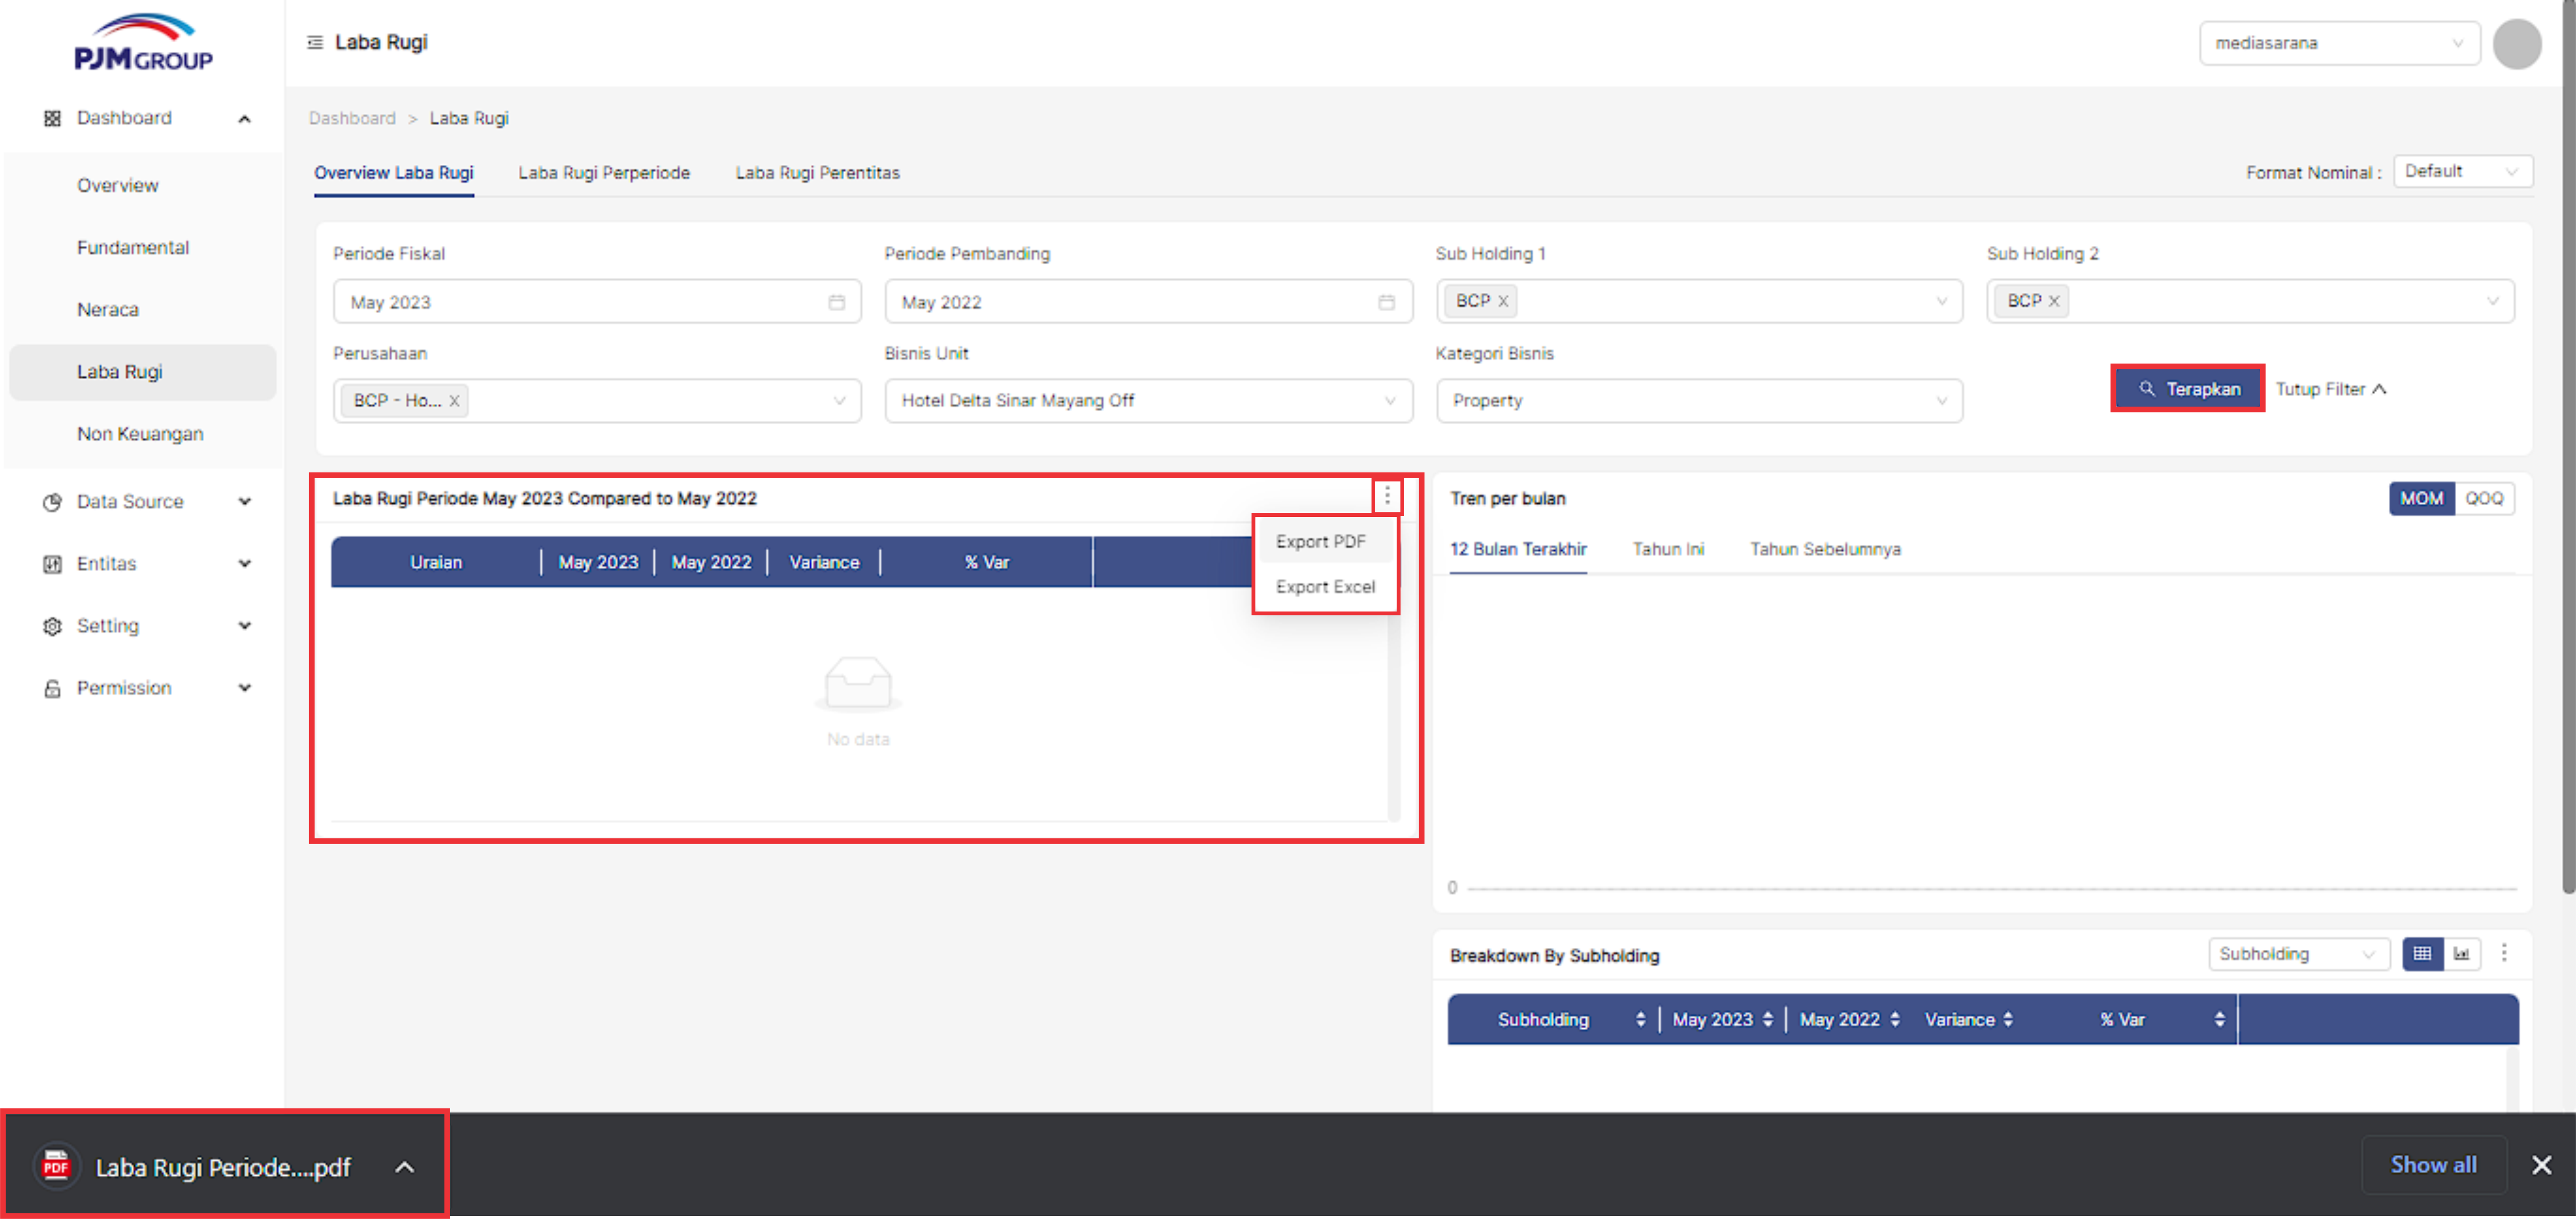 PJM GROUP
Laba Rugi
mediasarana
Dashboard
Overview
Fundamental
Neraca
Laba Rugi
Non Keuangan
Data Source
Entitas
Setting
Permission
Dashboard > Laba Rugi
Overview Laba Rugi Laba Rugi Perperiode Laba Rugi Perentitas
Format Nominal : Default
Periode Fiskal Periode Pembanding Sub Holding 1 Sub Holding 2
May 2023 May 2022 BCP X BCP X
Perusahaan Bisnis Unit Kategori Bisnis
BCP - Ho... X Hotel Delta Sinar Mayang Off Property
Terapkan Tutup Filter
Laba Rugi Periode May 2023 Compared to May 2022
Export PDF
Export Excel
Uraian May 2023 May 2022 Variance % Var
No data
Tren per bulan MOM QOQ
12 Bulan Terakhir Tahun Ini Tahun Sebelumnya
0
Breakdown By Subholding Subholding
Subholding May 2023 May 2022 Variance % Var
PDF Laba Rugi Periode....pdf
Show all